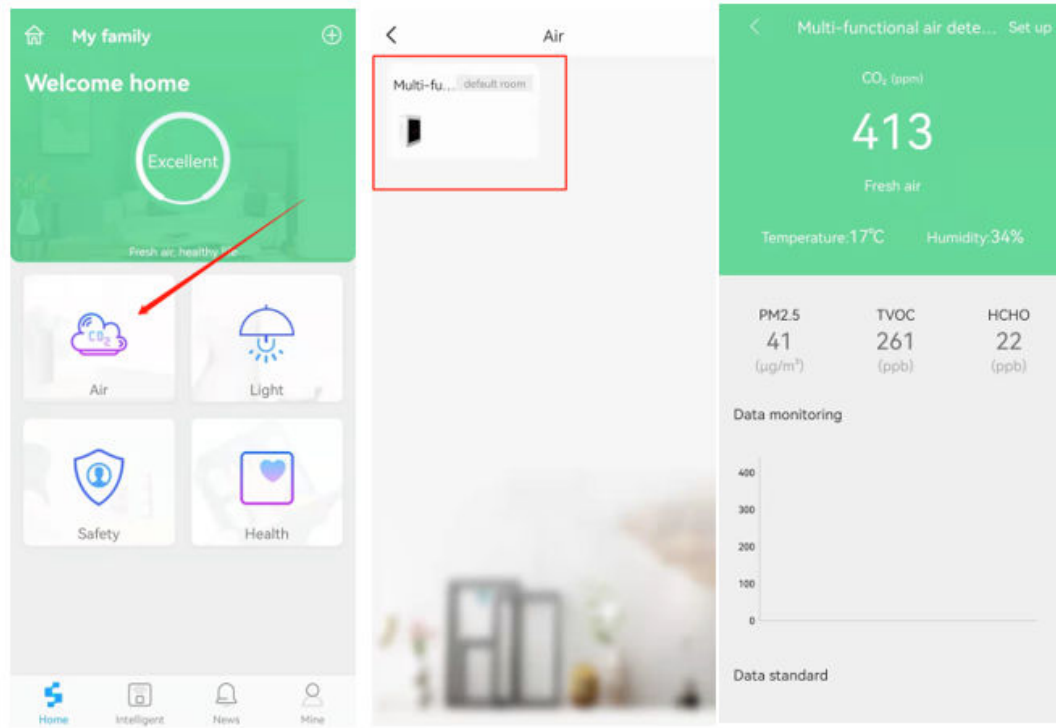 My family
Welcome home
Excellent
Fresh air, healthy
CO2
Air
Light
Safety
Health
Home
Intelligent
News
Mine
Air
Multi-fu...
default room
Multi-functional air dete...
Set up
CO₂ (ppm)
413
Fresh air
Temperature:17℃
Humidity:34%
PM2.5
TVOC
HCHO
41
261
22
(μg/m³)
(ppb)
(ppb)
Data monitoring
400
300
200
100
0
Data standard